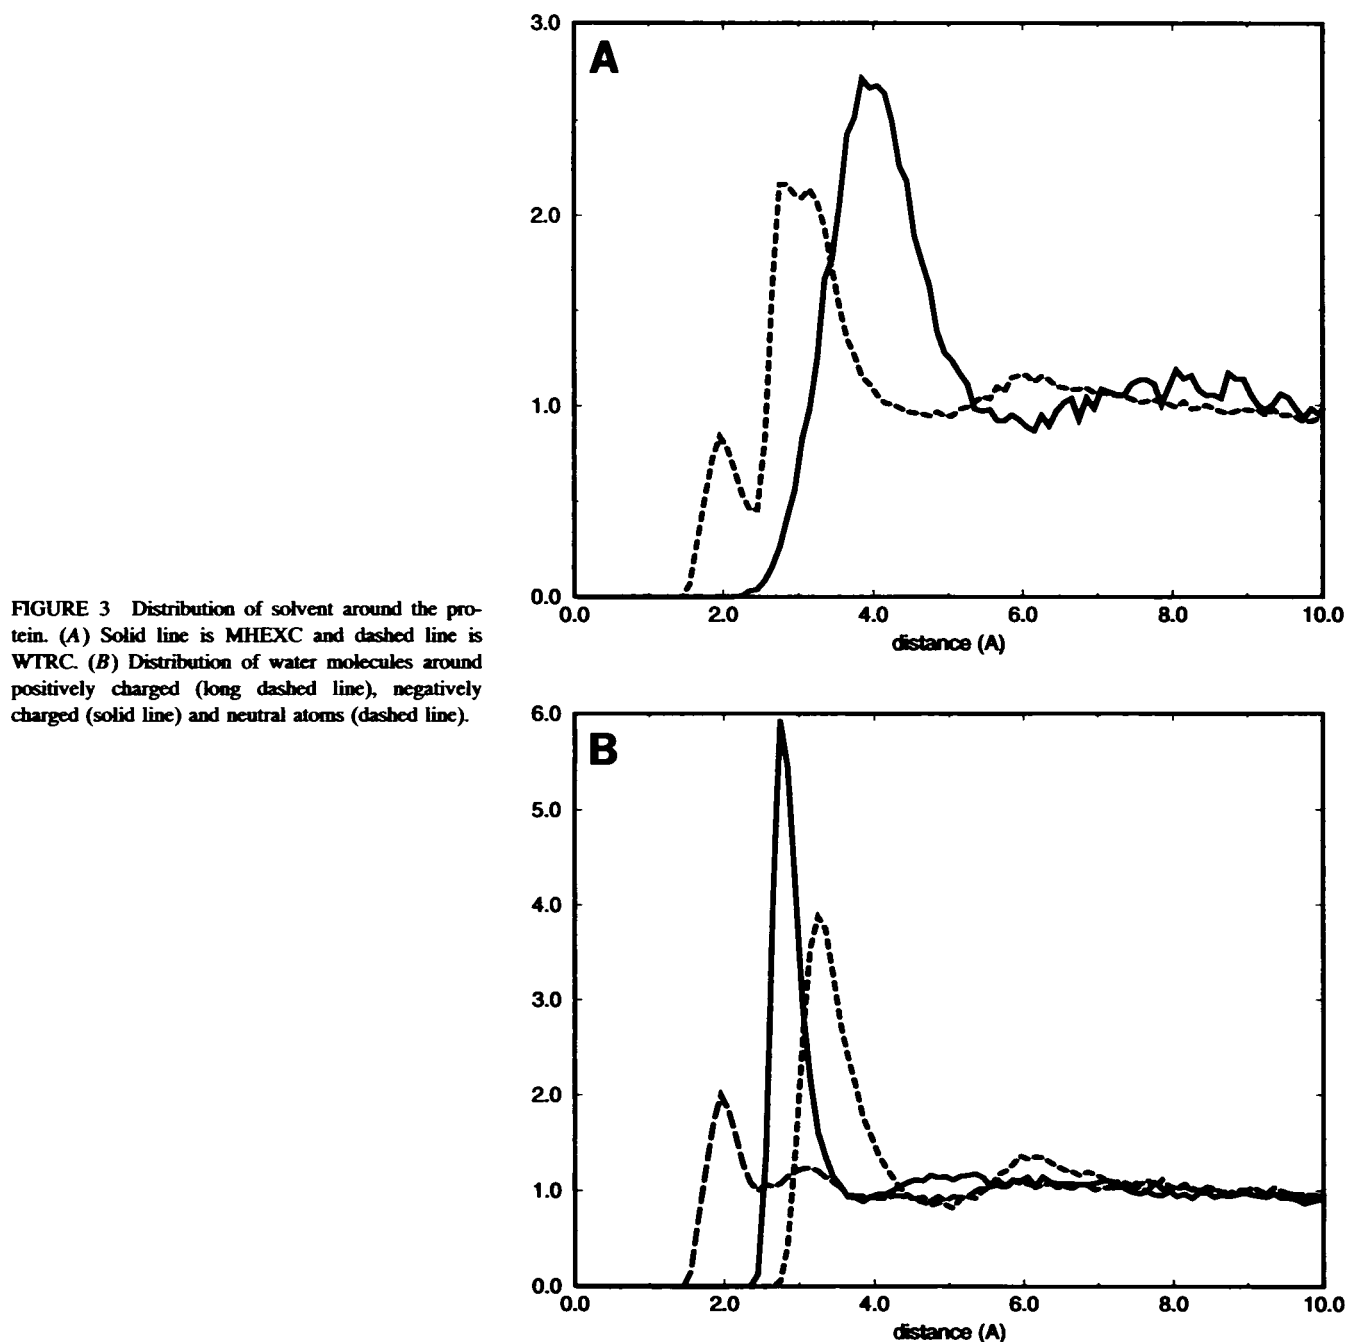 A
3.0
2.0
1.0
0.0
0.0 2.0 4.0 6.0 8.0 10.0
distance (A)
FIGURE 3 Distribution of solvent around the pro-
tein. (A) Solid line is MHEXC and dashed line is
WTRC. (B) Distribution of water molecules around
positively charged (long dashed line), negatively
charged (solid line) and neutral atoms (dashed line).
B
6.0
5.0
4.0
3.0
2.0
1.0
0.0
0.0 2.0 4.0 6.0 8.0 10.0
distance (A)